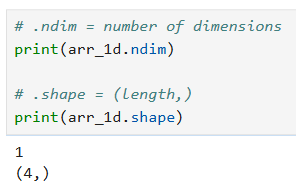 # .ndim = number of dimensions
print(arr_1d.ndim)
# .shape = (length,)
print(arr_1d.shape)
1
(4,)